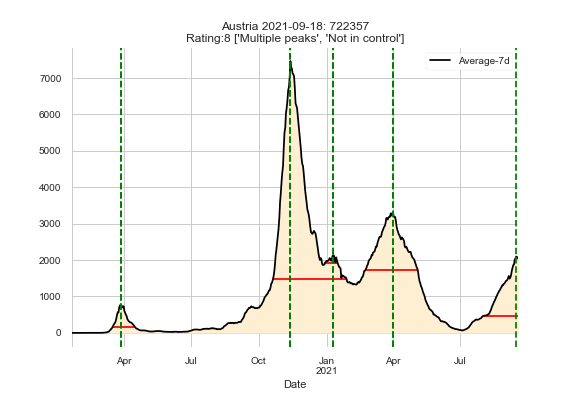 Austria 2021-09-18: 722357
Rating:8 ['Multiple peaks', 'Not in control']
Average-7d
7000
6000
5000
4000
3000
2000
1000
0
Apr Jul Oct Jan Apr Jul
2021
Date